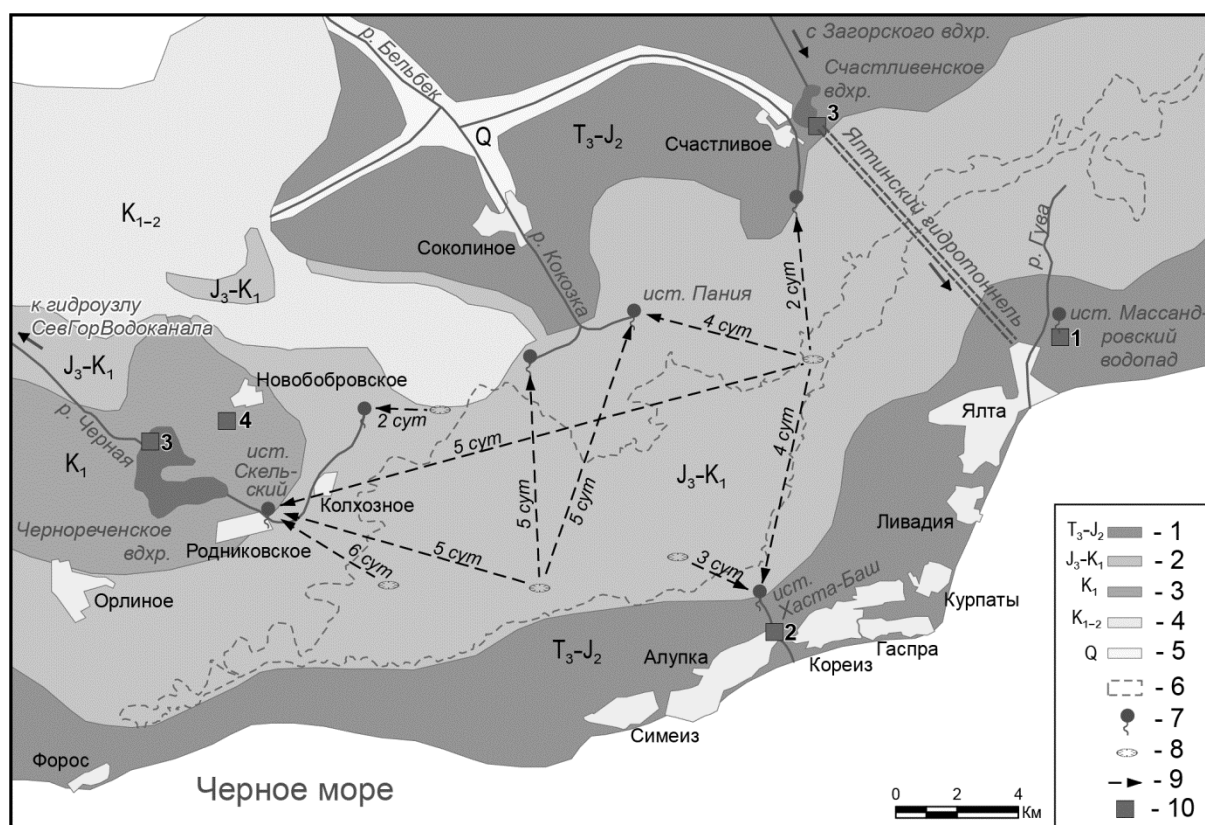 с Загорского вдхр.
Счастливенское
вдхр.
3
р. Бельбек
Q
T₃–J₂
Счастливое
Ялтинский гидротоннель
K₁₋₂
Соколиное
р. Кокозка
р. Гува
J₃–K₁
к гидроузлу
СевГорВодоканала
2 сут
ист. Пания
ист. Массанд-
ровский
водопад
1
4 сут
J₃–K₁
Новобобровское
4
2 сут
Ялта
р. Черная
3
ист.
Скель-
ский
5 сут
4 сут
K₁
5 сут
5 сут
J₃–K₁
Колхозное
Чернореченское
вдхр.
Родниковское
Ливадия
6 сут
5 сут
3 сут
ист.
Хаста-Баш
Орлиное
Курпаты
2
T₃–J₂
Алупка
Кореиз
Гаспра
Симеиз
Форос
Черное море
0 2 4
Км
T₃–J₂ - 1
J₃–K₁ - 2
K₁ - 3
K₁₋₂ - 4
Q - 5
- 6
- 7
- 8
- 9
- 10